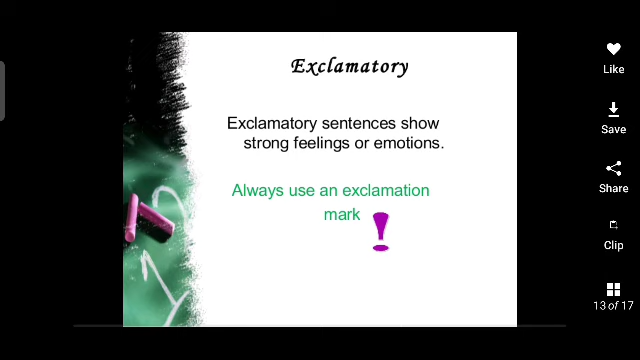 Exclamatory
Exclamatory sentences show
strong feelings or emotions.
Always use an exclamation
mark !
Like
Save
Share
Clip
13 of 17